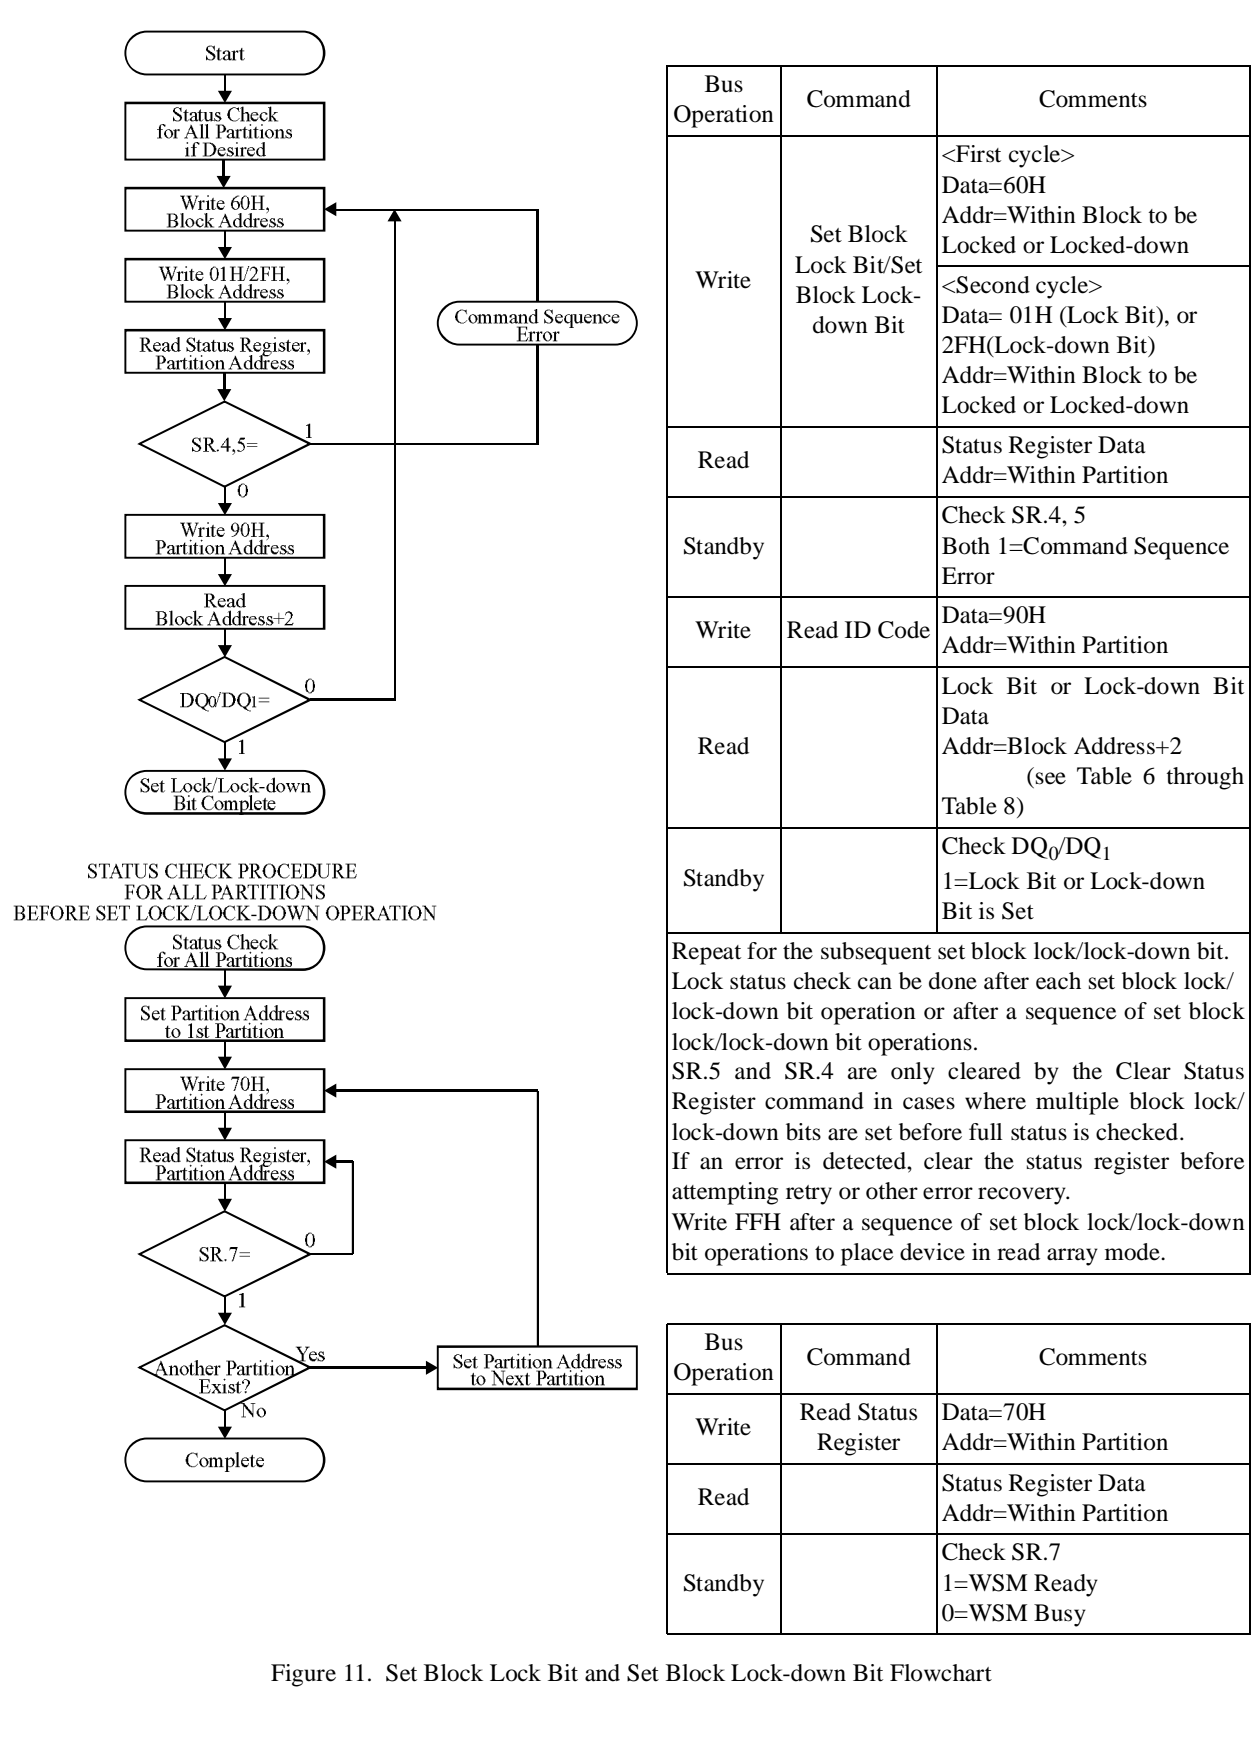 Start
Status Check
for All Partitions
if Desired
Write 60H,
Block Address
Write 01H/2FH,
Block Address
Read Status Register,
Partition Address
Command Sequence
Error
SR.4,5=
1
0
Write 90H,
Partition Address
Read
Block Address+2
DQ0/DQ1=
0
1
Set Lock/Lock-down
Bit Complete
STATUS CHECK PROCEDURE
FOR ALL PARTITIONS
BEFORE SET LOCK/LOCK-DOWN OPERATION
Status Check
for All Partitions
Set Partition Address
to 1st Partition
Write 70H,
Partition Address
Read Status Register,
Partition Address
SR.7=
0
1
Another Partition
Exist?
Yes
No
Set Partition Address
to Next Partition
Complete
Bus
Operation
Command
Comments
Write
Set Block
Lock Bit/Set
Block Lock-
down Bit
<First cycle>
Data=60H
Addr=Within Block to be
Locked or Locked-down
<Second cycle>
Data= 01H (Lock Bit), or
2FH(Lock-down Bit)
Addr=Within Block to be
Locked or Locked-down
Read
Status Register Data
Addr=Within Partition
Standby
Check SR.4, 5
Both 1=Command Sequence
Error
Write
Read ID Code
Data=90H
Addr=Within Partition
Read
Lock Bit or Lock-down Bit
Data
Addr=Block Address+2
(see Table 6 through
Table 8)
Standby
Check DQ0/DQ1
1=Lock Bit or Lock-down
Bit is Set
Repeat for the subsequent set block lock/lock-down bit.
Lock status check can be done after each set block lock/
lock-down bit operation or after a sequence of set block
lock/lock-down bit operations.
SR.5 and SR.4 are only cleared by the Clear Status
Register command in cases where multiple block lock/
lock-down bits are set before full status is checked.
If an error is detected, clear the status register before
attempting retry or other error recovery.
Write FFH after a sequence of set block lock/lock-down
bit operations to place device in read array mode.
Bus
Operation
Command
Comments
Write
Read Status
Register
Data=70H
Addr=Within Partition
Read
Status Register Data
Addr=Within Partition
Standby
Check SR.7
1=WSM Ready
0=WSM Busy
Figure 11. Set Block Lock Bit and Set Block Lock-down Bit Flowchart